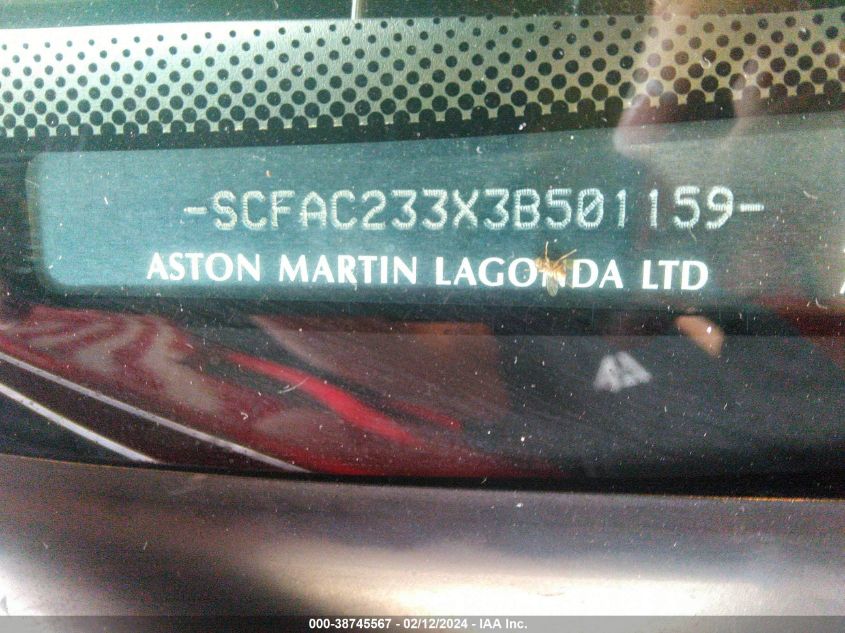 -SCFAC233X3B501159-
ASTON MARTIN LAGONDA LTD
000-38745567 - 02/12/2024 - IAA Inc.